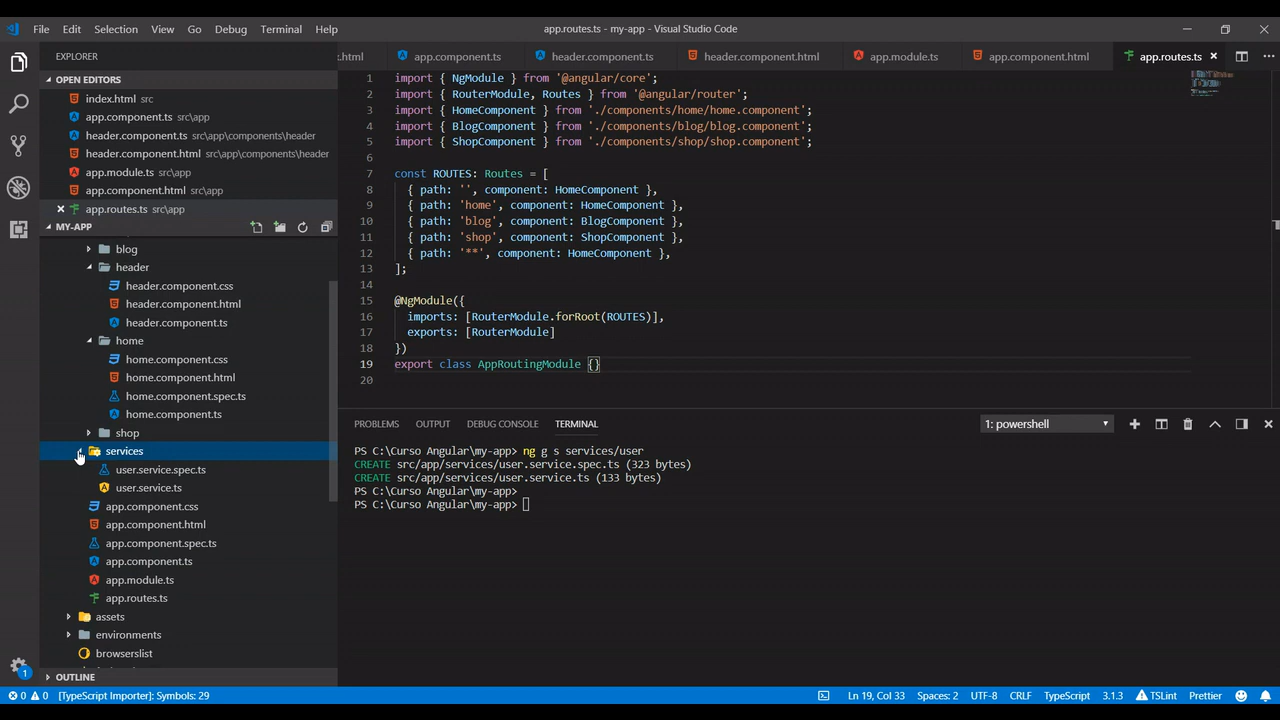 File Edit Selection View Go Debug Terminal Help
app.routes.ts - my-app - Visual Studio Code
EXPLORER
OPEN EDITORS
index.html src
app.component.ts src\app
header.component.ts src\app\components\header
header.component.html src\app\components\header
app.module.ts src\app
app.component.html src\app
app.routes.ts src\app
MY-APP
blog
header
header.component.css
header.component.html
header.component.ts
home
home.component.css
home.component.html
home.component.spec.ts
home.component.ts
shop
services
user.service.spec.ts
user.service.ts
app.component.css
app.component.html
app.component.spec.ts
app.component.ts
app.module.ts
app.routes.ts
assets
environments
browserslist
OUTLINE
.html app.component.ts header.component.ts header.component.html app.module.ts app.component.html app.routes.ts
1 import { NgModule } from '@angular/core';
2 import { RouterModule, Routes } from '@angular/router';
3 import { HomeComponent } from './components/home/home.component';
4 import { BlogComponent } from './components/blog/blog.component';
5 import { ShopComponent } from './components/shop/shop.component';
6
7 const ROUTES: Routes = [
8 { path: '', component: HomeComponent },
9 { path: 'home', component: HomeComponent },
10 { path: 'blog', component: BlogComponent },
11 { path: 'shop', component: ShopComponent },
12 { path: '**', component: HomeComponent },
13 ];
14
15 @NgModule({
16 imports: [RouterModule.forRoot(ROUTES)],
17 exports: [RouterModule]
18 })
19 export class AppRoutingModule {}
20
PROBLEMS OUTPUT DEBUG CONSOLE TERMINAL 1: powershell
PS C:\Curso Angular\my-app> ng g s services/user
CREATE src/app/services/user.service.spec.ts (323 bytes)
CREATE src/app/services/user.service.ts (133 bytes)
PS C:\Curso Angular\my-app>
PS C:\Curso Angular\my-app>
1
0 0 [TypeScript Importer]: Symbols: 29 Ln 19, Col 33 Spaces: 2 UTF-8 CRLF TypeScript 3.1.3 TSLint Prettier